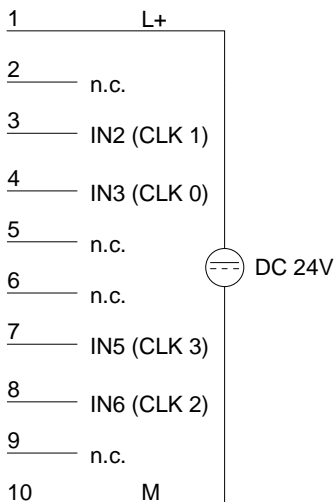 1 L+
2 n.c.
3 IN2 (CLK 1)
4 IN3 (CLK 0)
5 n.c.
DC 24V
6 n.c.
7 IN5 (CLK 3)
8 IN6 (CLK 2)
9 n.c.
10 M